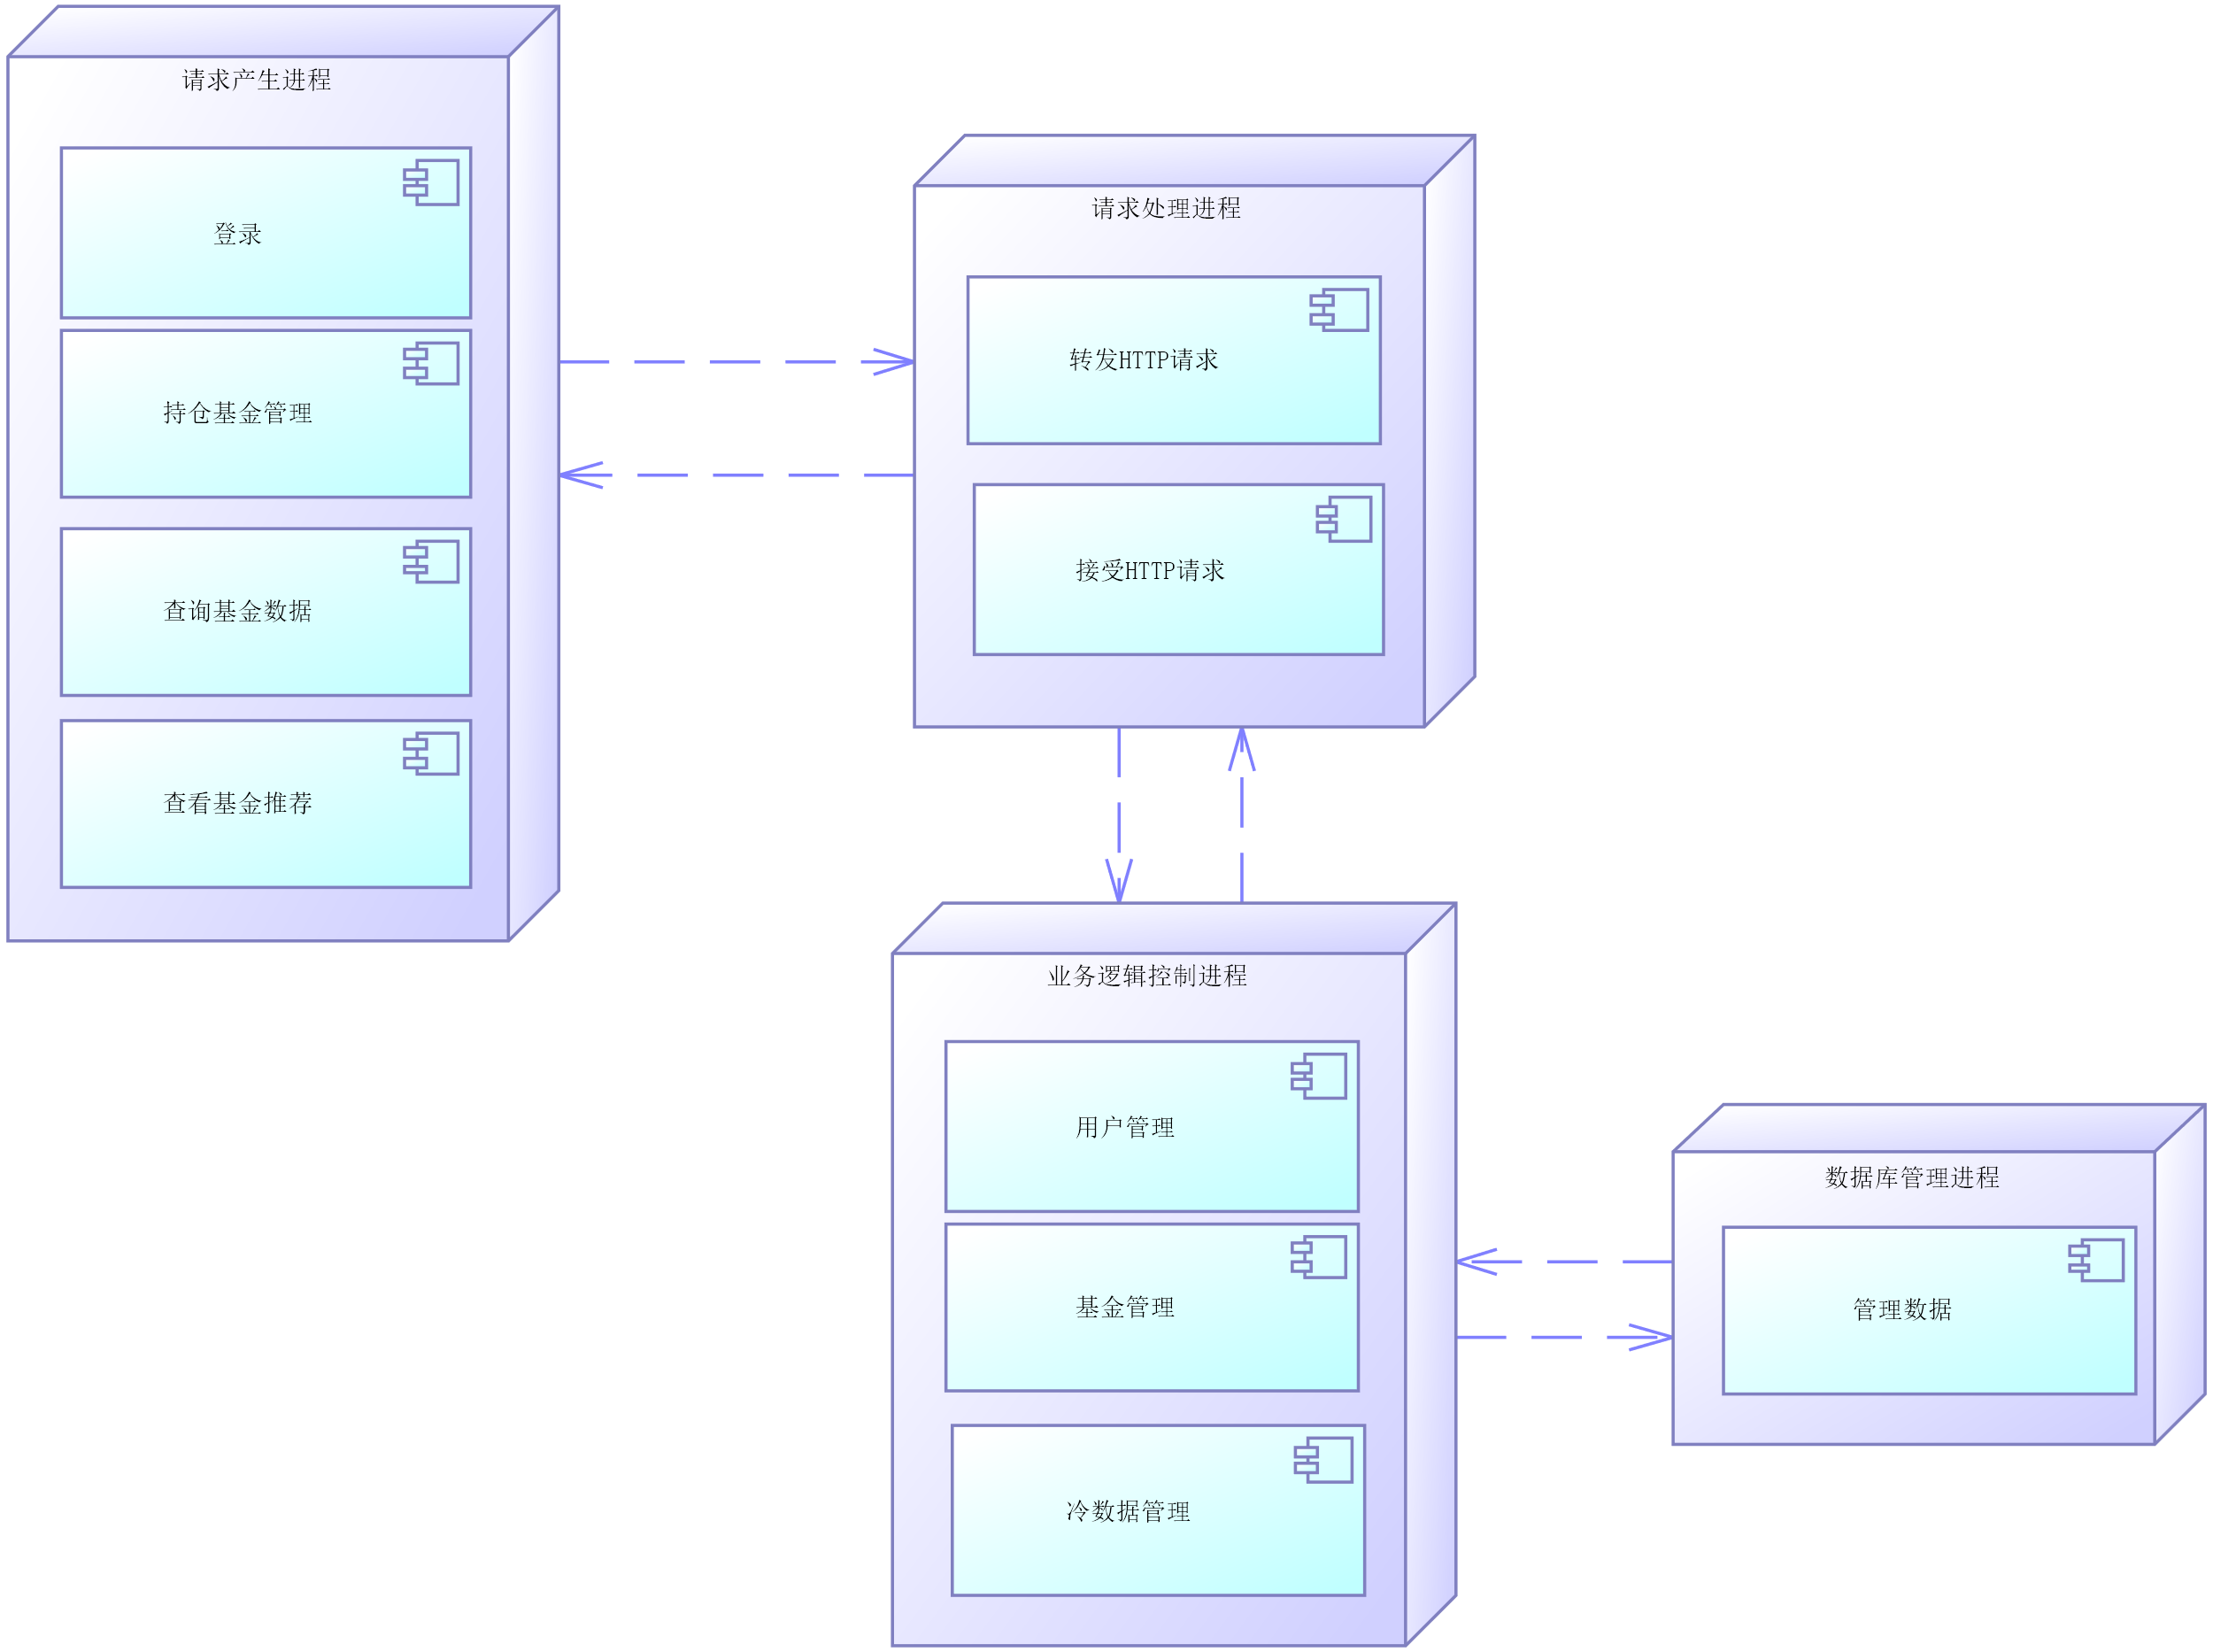 请求产生进程
登录
持仓基金管理
查询基金数据
查看基金推荐
请求处理进程
转发HTTP请求
接受HTTP请求
业务逻辑控制进程
用户管理
基金管理
冷数据管理
数据库管理进程
管理数据